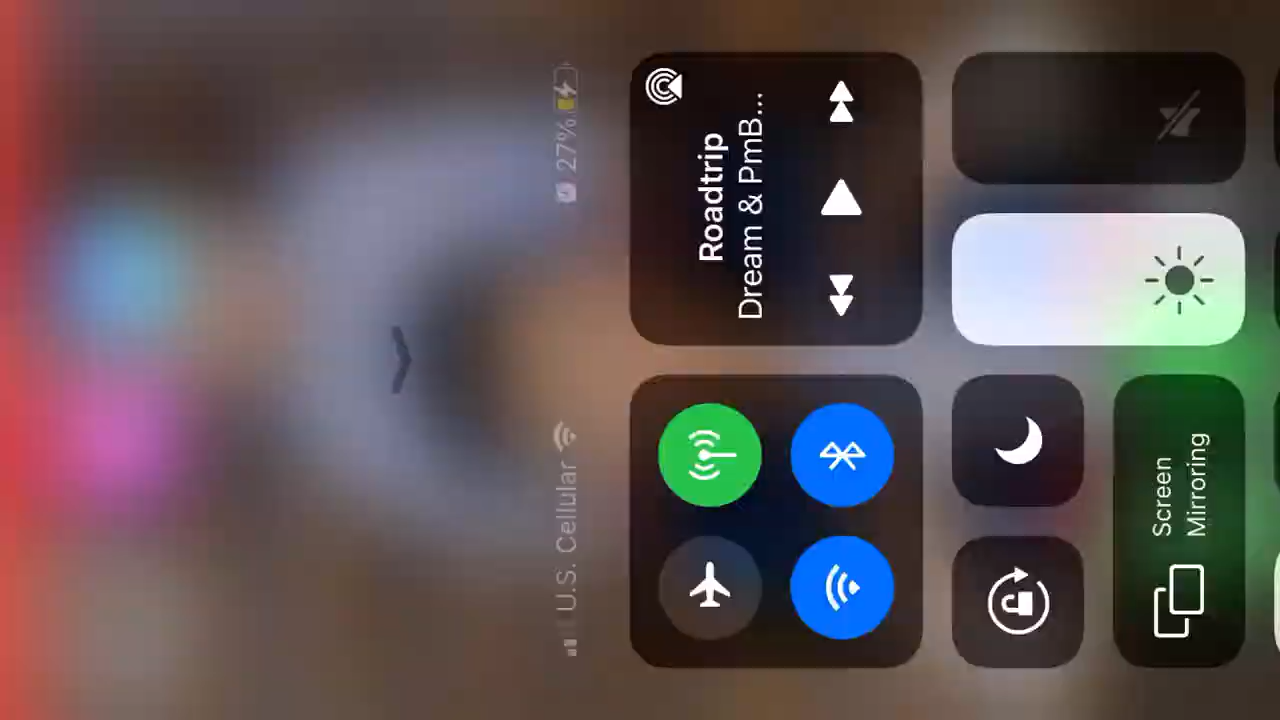 U.S. Cellular
27%
Roadtrip
Dream & PmB...
Screen
Mirroring